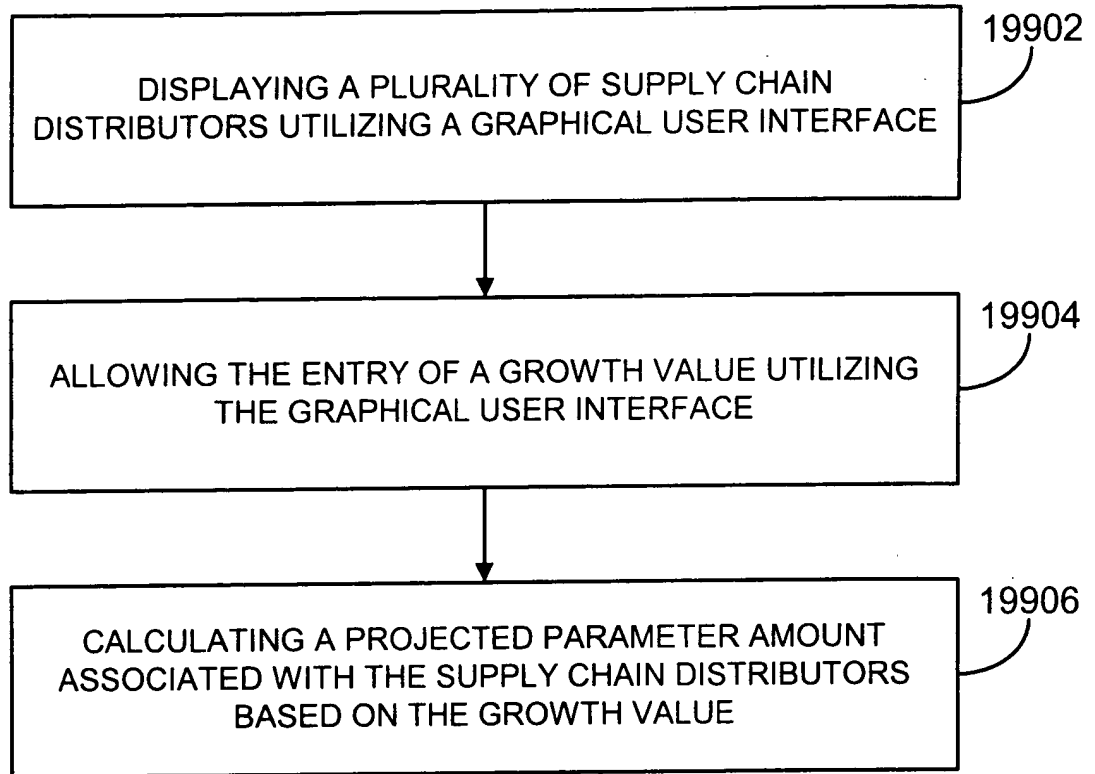 19902
DISPLAYING A PLURALITY OF SUPPLY CHAIN
DISTRIBUTORS UTILIZING A GRAPHICAL USER INTERFACE
19904
ALLOWING THE ENTRY OF A GROWTH VALUE UTILIZING
THE GRAPHICAL USER INTERFACE
19906
CALCULATING A PROJECTED PARAMETER AMOUNT
ASSOCIATED WITH THE SUPPLY CHAIN DISTRIBUTORS
BASED ON THE GROWTH VALUE